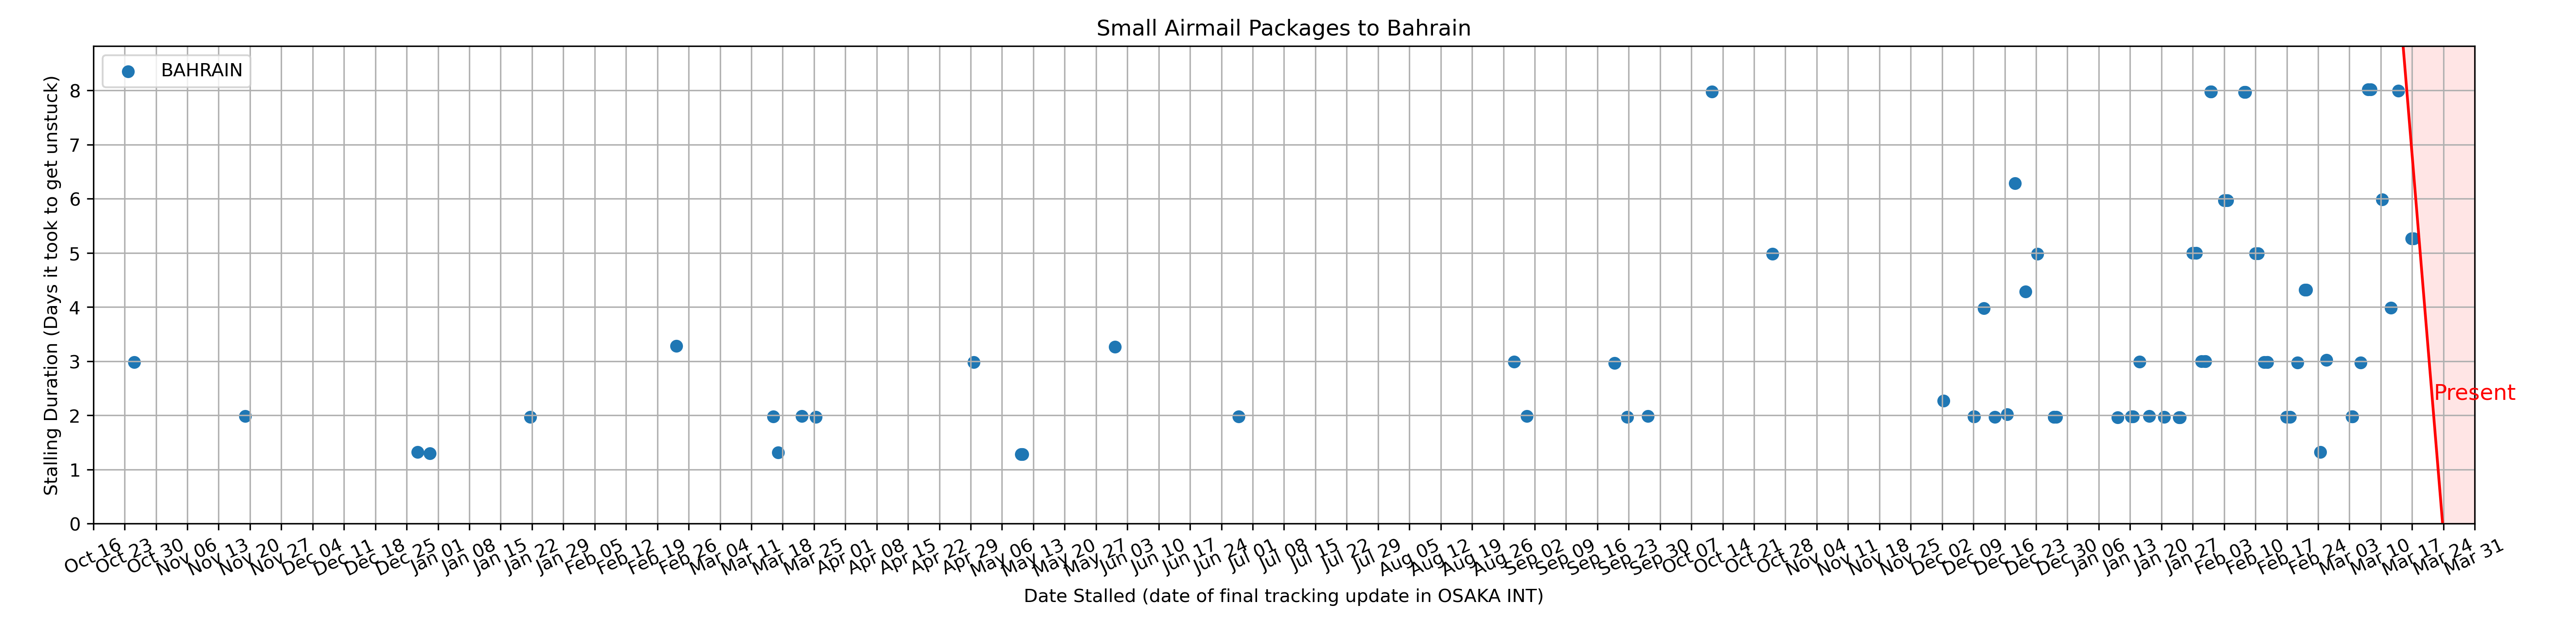 Small Airmail Packages to Bahrain
BAHRAIN
Stalling Duration (Days it took to get unstuck)
8
7
6
5
4
3
2
1
0
Present
Oct 16
Oct 23
Oct 30
Nov 06
Nov 13
Nov 20
Nov 27
Dec 04
Dec 11
Dec 18
Dec 25
Jan 01
Jan 08
Jan 15
Jan 22
Jan 29
Feb 05
Feb 12
Feb 19
Feb 26
Mar 04
Mar 11
Mar 18
Mar 25
Apr 01
Apr 08
Apr 15
Apr 22
Apr 29
May 06
May 13
May 20
May 27
Jun 03
Jun 10
Jun 17
Jun 24
Jul 01
Jul 08
Jul 15
Jul 22
Jul 29
Aug 05
Aug 12
Aug 19
Aug 26
Sep 02
Sep 09
Sep 16
Sep 23
Sep 30
Oct 07
Oct 14
Oct 21
Oct 28
Nov 04
Nov 11
Nov 18
Nov 25
Dec 02
Dec 09
Dec 16
Dec 23
Dec 30
Jan 06
Jan 13
Jan 20
Jan 27
Feb 03
Feb 10
Feb 17
Feb 24
Mar 03
Mar 10
Mar 17
Mar 24
Mar 31
Date Stalled (date of final tracking update in OSAKA INT)